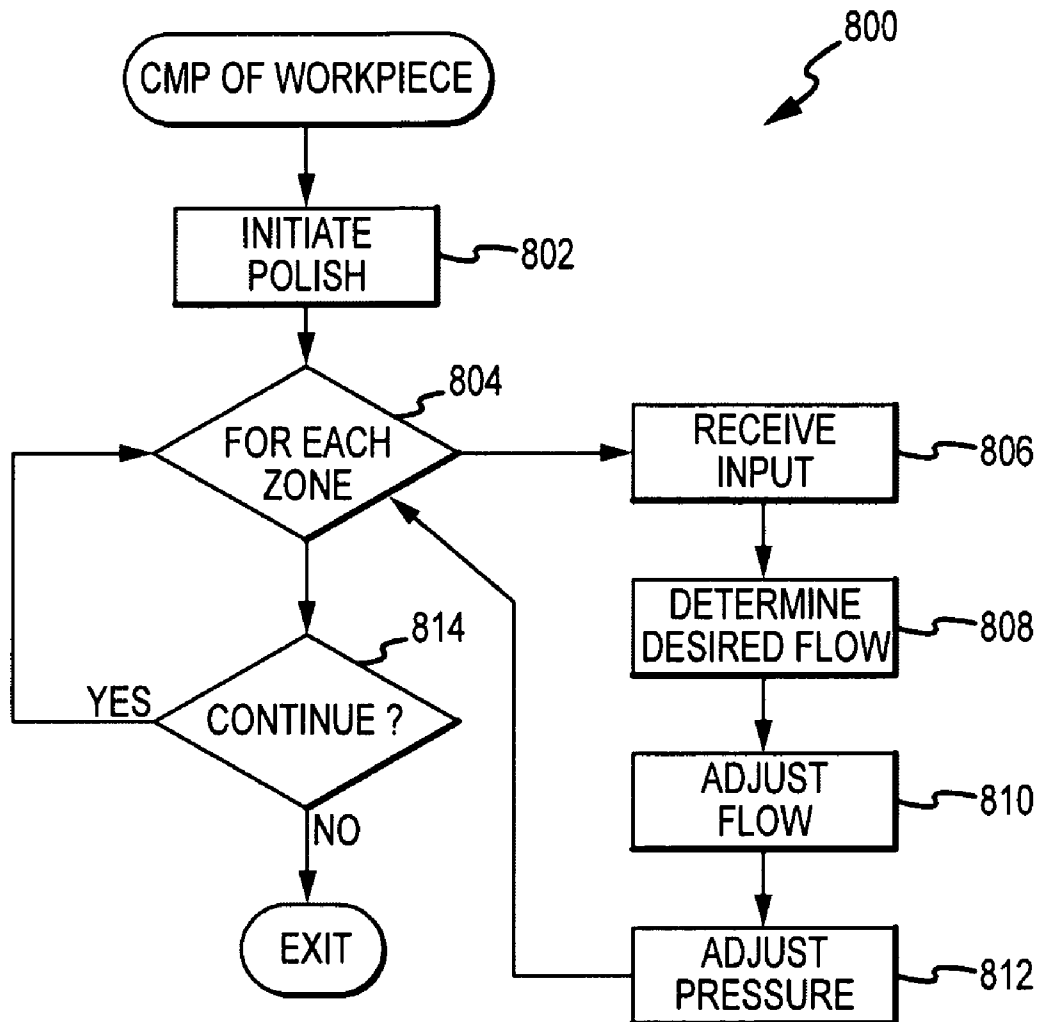 800
CMP OF WORKPIECE
INITIATE
POLISH
802
804
FOR EACH
ZONE
RECEIVE
INPUT
806
DETERMINE
DESIRED FLOW
808
ADJUST
FLOW
810
ADJUST
PRESSURE
812
814
CONTINUE ?
YES
NO
EXIT